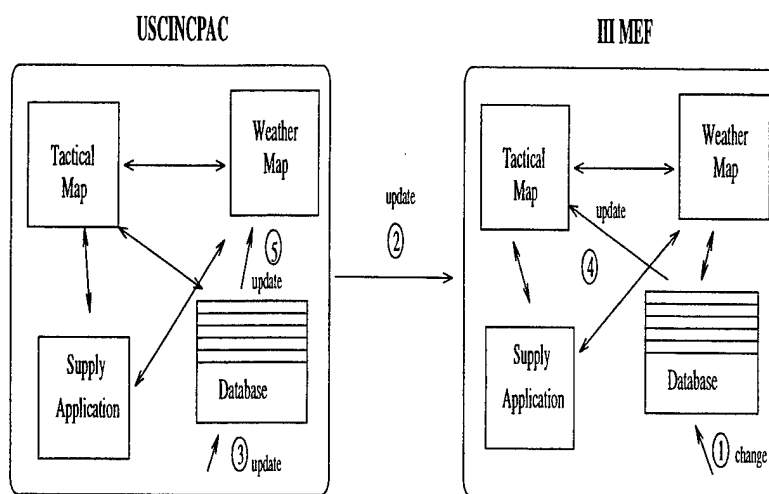 USCINCPAC
Tactical
Map
Weather
Map
⑤
update
Supply
Application
Database
③ update
update
②
III MEF
Tactical
Map
Weather
Map
update
④
Supply
Application
Database
① change